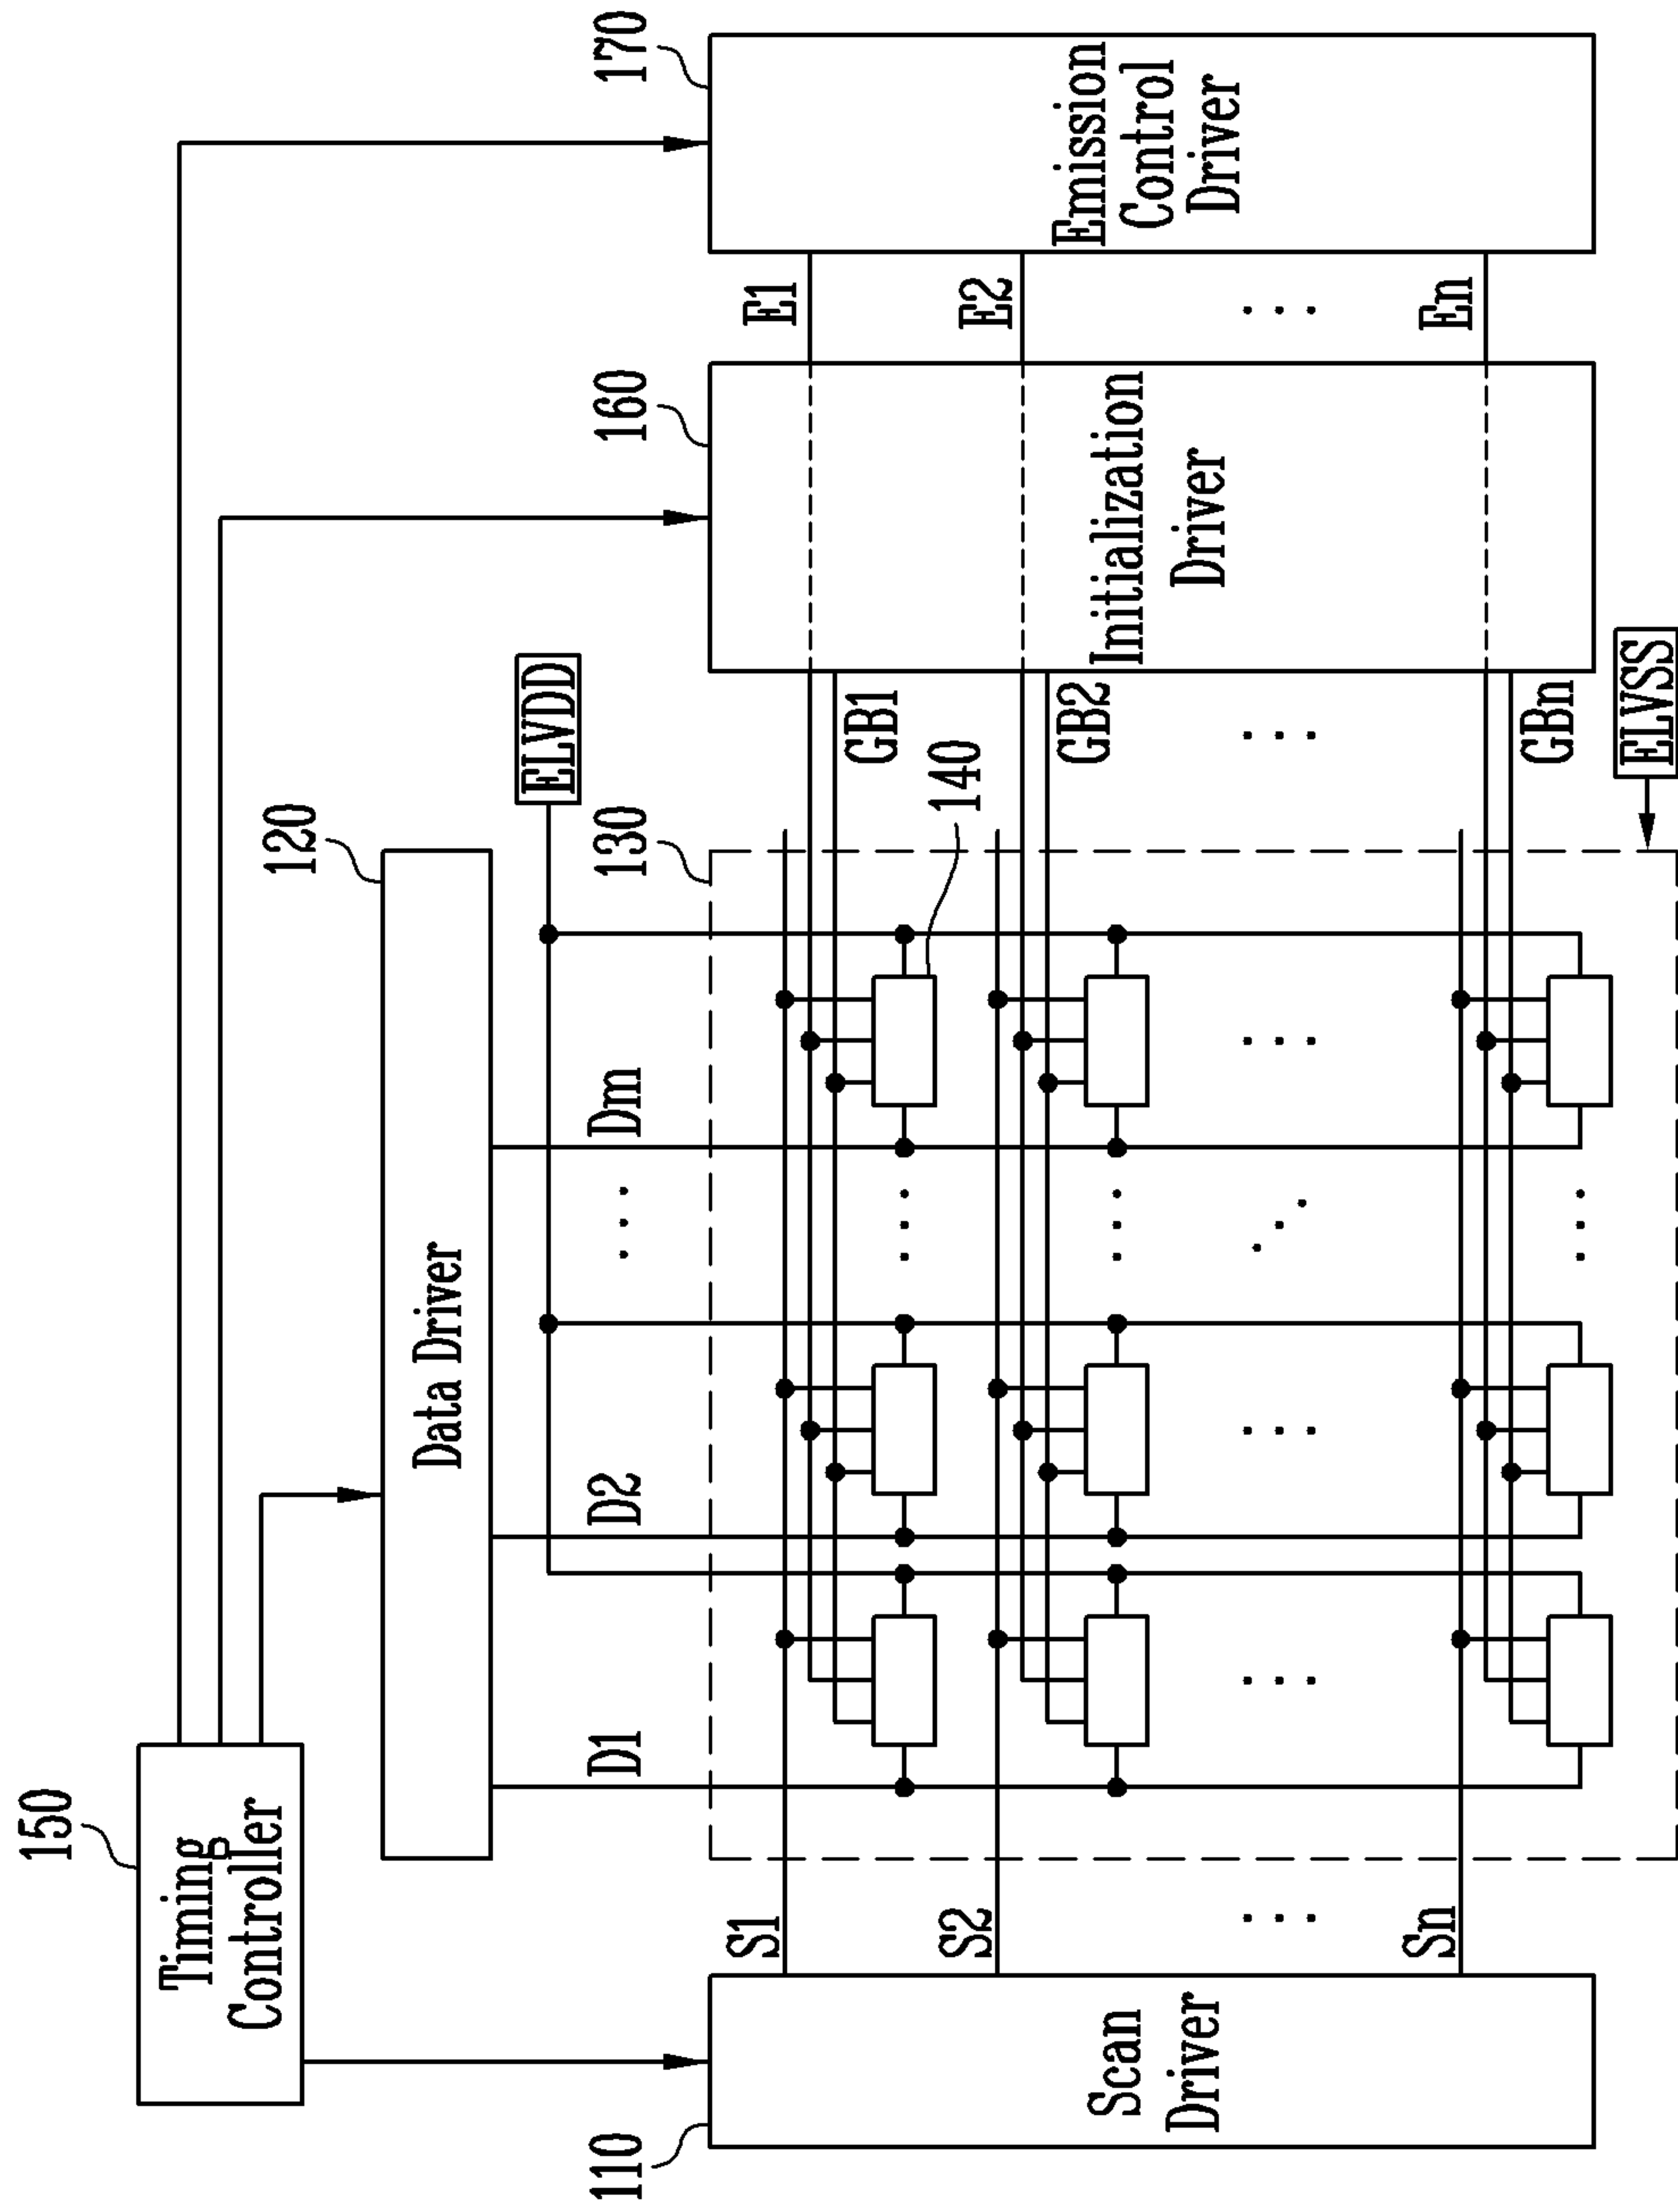 150
Timing
Controller
120
Data Driver
ELVDD
D1
D2
. . .
Dm
110
Scan
Driver
S1
S2
. . .
Sn
130
140
GB1
GB2
. . .
GBn
160
Initialization
Driver
E1
E2
. . .
En
170
Emission
Control
Driver
ELVSS